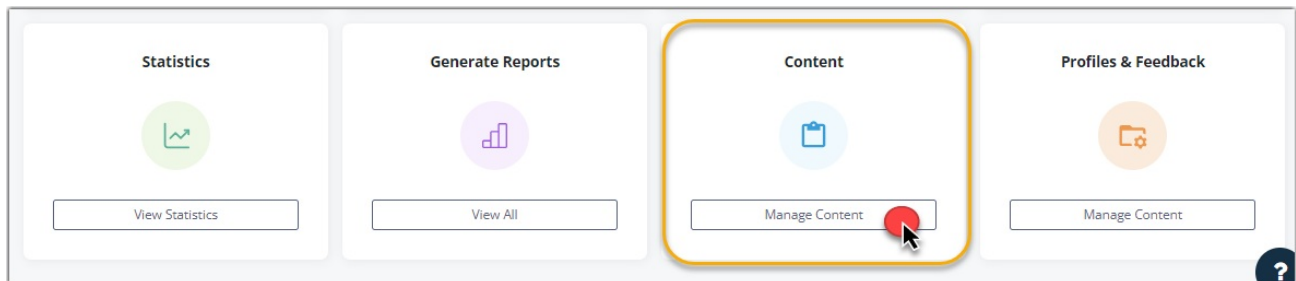 Statistics
Generate Reports
Content
Profiles & Feedback
View Statistics
View All
Manage Content
Manage Content
?